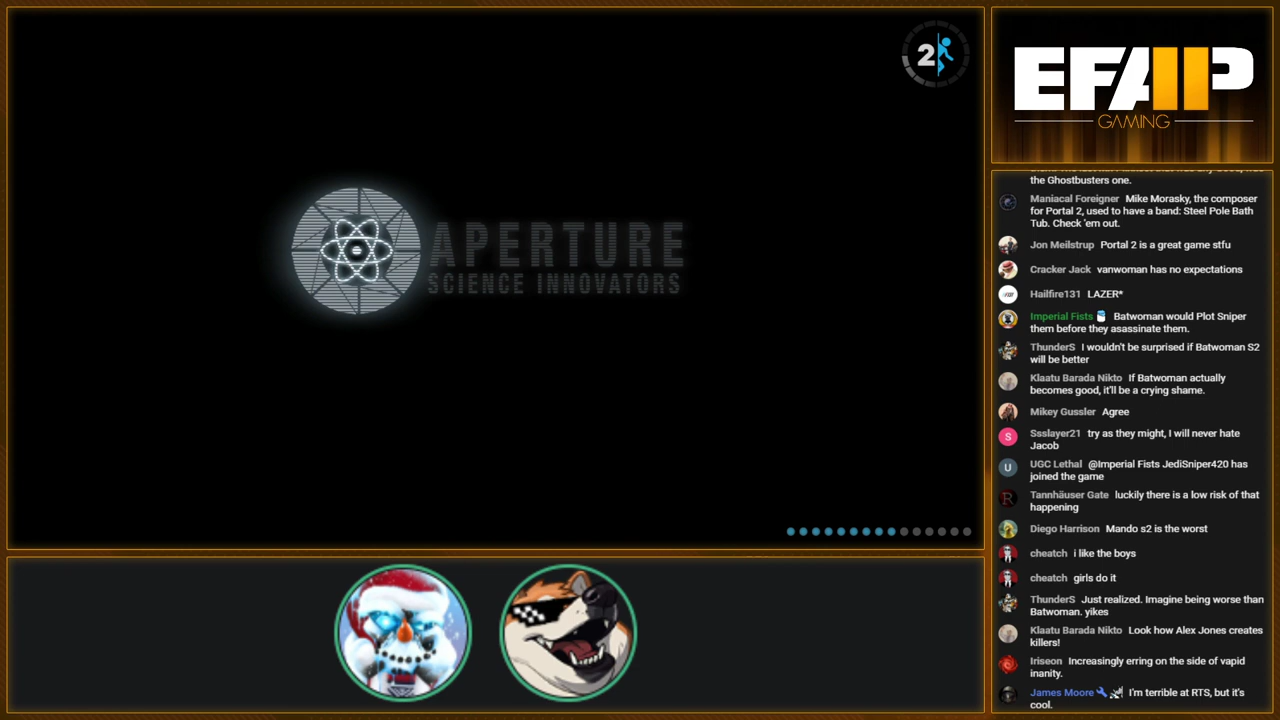 2
APERTURE
SCIENCE INNOVATORS
EFAP
GAMING
the Ghostbusters one.
Maniacal Foreigner Mike Morasky, the composer
for Portal 2, used to have a band: Steel Pole Bath
Tub. Check 'em out.
Jon Meilstrup Portal 2 is a great game stfu
Cracker Jack vanwoman has no expectations
Hailfire131 LAZER*
Imperial Fists Batwoman would Plot Sniper
them before they asassinate them.
ThunderS I wouldn't be surprised if Batwoman S2
will be better
Klaatu Barada Nikto If Batwoman actually
becomes good, it'll be a crying shame.
Mikey Gussler Agree
S
Ssslayer21 try as they might, I will never hate
Jacob
U
UGC Lethal @Imperial Fists JediSniper420 has
joined the game
R
Tannhäuser Gate luckily there is a low risk of that
happening
Diego Harrison Mando s2 is the worst
cheatch i like the boys
cheatch girls do it
ThunderS Just realized. Imagine being worse than
Batwoman. yikes
Klaatu Barada Nikto Look how Alex Jones creates
killers!
Iriseon Increasingly erring on the side of vapid
inanity.
James Moore I'm terrible at RTS, but it's
cool.